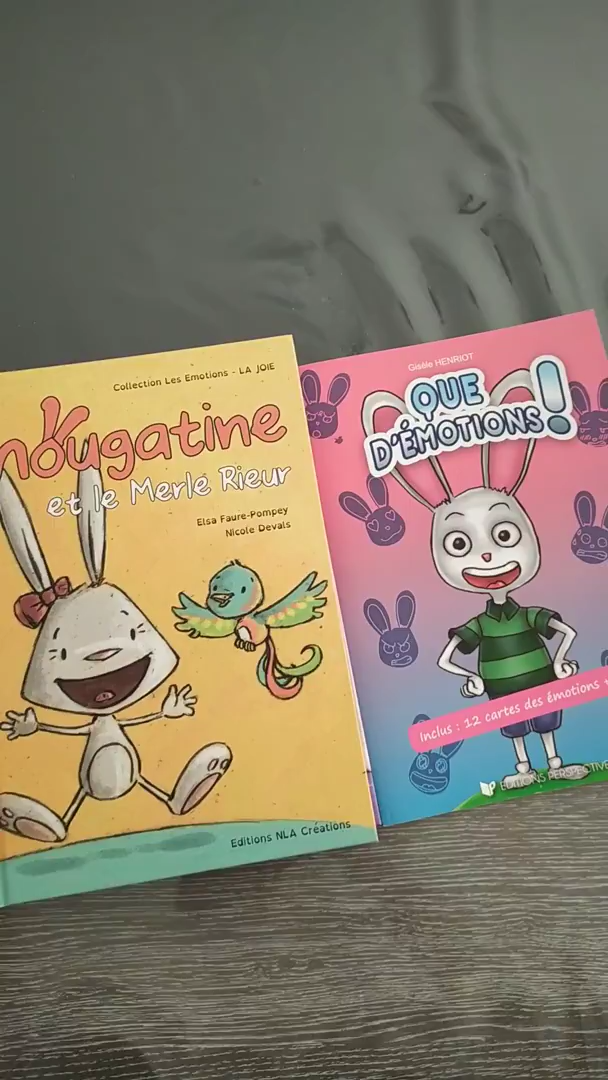 Collection Les Emotions - LA JOIE
nougatine
et le Merle Rieur
Elsa Faure-Pompey
Nicole Devals
Editions NLA Créations
Gisèle HENRIOT
QUE
D'ÉMOTIONS!
Inclus : 12 cartes des émotions +
EDITIONS PERSPECTIVE